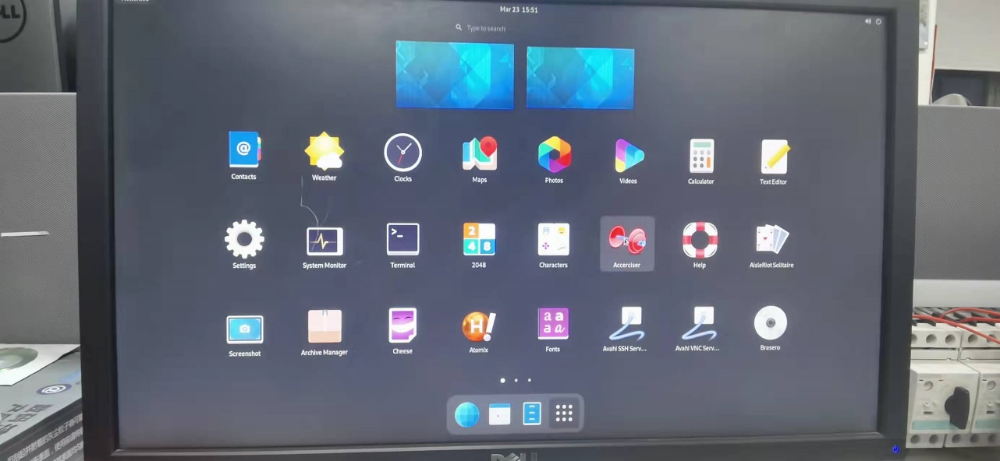 Mar 23 15:51
Type to search
Contacts
Weather
Clocks
Maps
Photos
Videos
Calculator
Text Editor
Settings
System Monitor
Terminal
2048
Characters
Accerciser
Help
AisleRiot Solitaire
Screenshot
Archive Manager
Cheese
Atomix
Fonts
Avahi SSH Serv...
Avahi VNC Serv...
Brasero
DELL